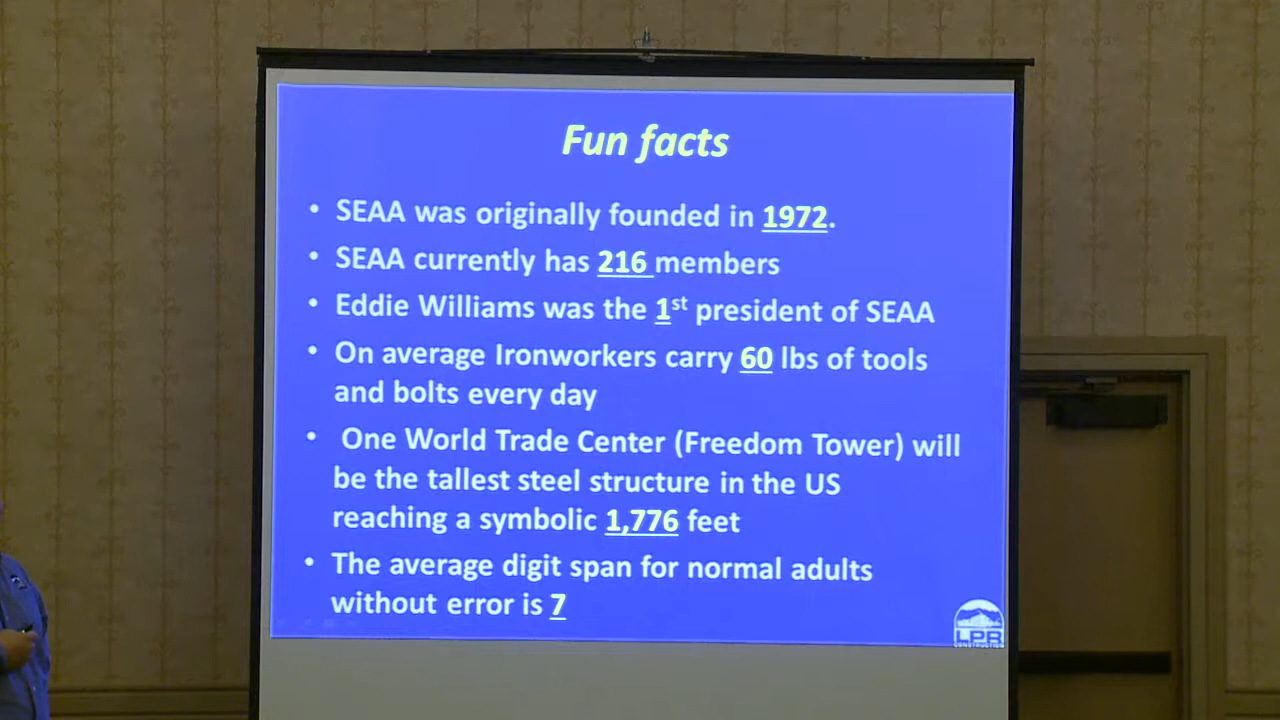 Fun facts
• SEAA was originally founded in 1972.
• SEAA currently has 216 members
• Eddie Williams was the 1st president of SEAA
• On average Ironworkers carry 60 lbs of tools
and bolts every day
• One World Trade Center (Freedom Tower) will
be the tallest steel structure in the US
reaching a symbolic 1,776 feet
• The average digit span for normal adults
without error is 7
LPR